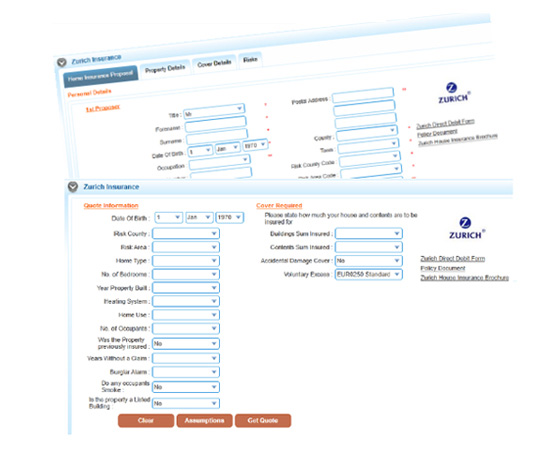 Zurich Insurance
Home Insurance Proposal Property Details Cover Details Risks
Personal Details
1st Proposer
Title : Mr
Forename :
Surname :
Date Of Birth : 1 Jan 1970
Occupation :
Postal Address :
County :
Town :
Risk County Code :
Risk Area Code :
ZURICH
Zurich Direct Debit Form
Policy Document
Zurich House Insurance Brochure
Zurich Insurance
Quote Information
Date Of Birth : 1 Jan 1970
Risk County :
Risk Area :
Home Type :
No. of Bedrooms :
Year Property Built :
Heating System :
Home Use :
No. of Occupants :
Was the Property
previously insured : No
Years Without a Claim :
Burglar Alarm :
Do any occupants
Smoke : No
Is the property a Listed
Building : No
Cover Required
Please state how much your house and contents are to be
insured for
Buildings Sum Insured :
Contents Sum Insured :
Accidental Damage Cover : No
Voluntary Excess : EUR0250 Standard
ZURICH
Zurich Direct Debit Form
Policy Document
Zurich House Insurance Brochure
Clear Assumptions Get Quote